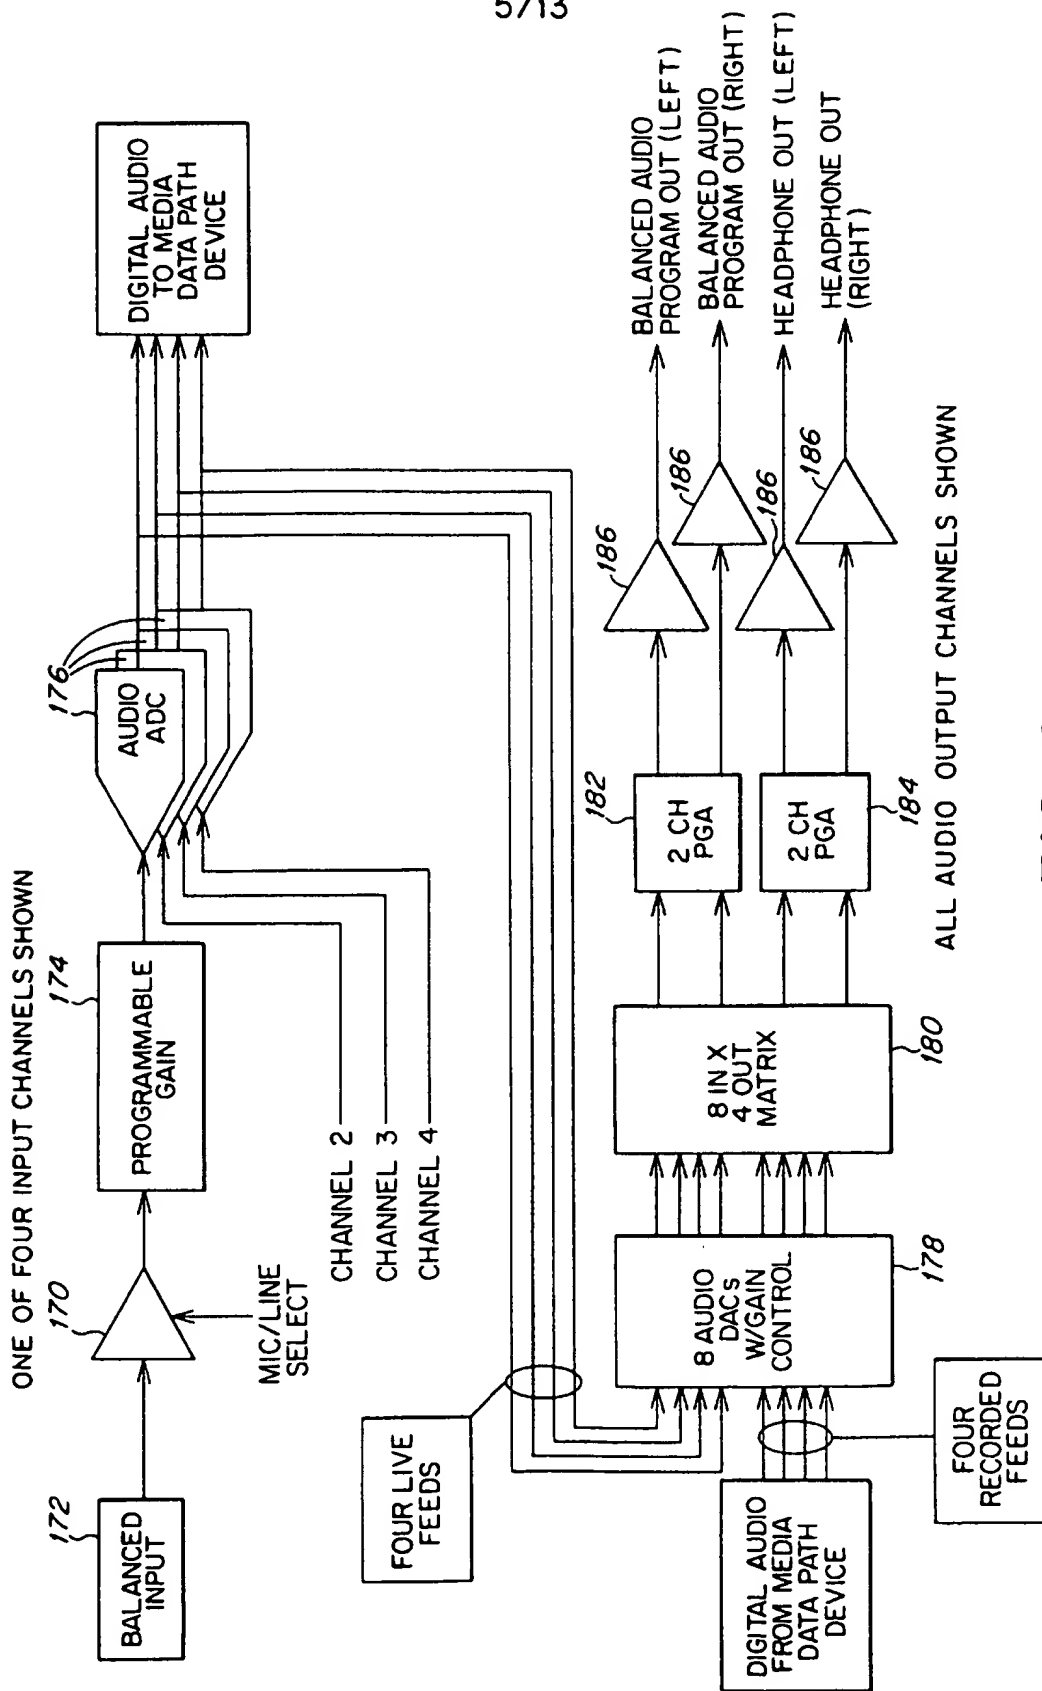 5/13
ONE OF FOUR INPUT CHANNELS SHOWN
172
BALANCED
INPUT
170
MIC/LINE
SELECT
174
PROGRAMMABLE
GAIN
176
AUDIO
ADC
DIGITAL AUDIO
TO MEDIA
DATA PATH
DEVICE
CHANNEL 2
CHANNEL 3
CHANNEL 4
FOUR LIVE
FEEDS
DIGITAL AUDIO
FROM MEDIA
DATA PATH
DEVICE
FOUR
RECORDED
FEEDS
8 AUDIO
DACs
W/GAIN
CONTROL
178
8 IN X
4 OUT
MATRIX
180
182
2 CH
PGA
2 CH
PGA
184
186
186
186
186
BALANCED AUDIO
PROGRAM OUT (LEFT)
BALANCED AUDIO
PROGRAM OUT (RIGHT)
HEADPHONE OUT (LEFT)
HEADPHONE OUT
(RIGHT)
ALL AUDIO OUTPUT CHANNELS SHOWN